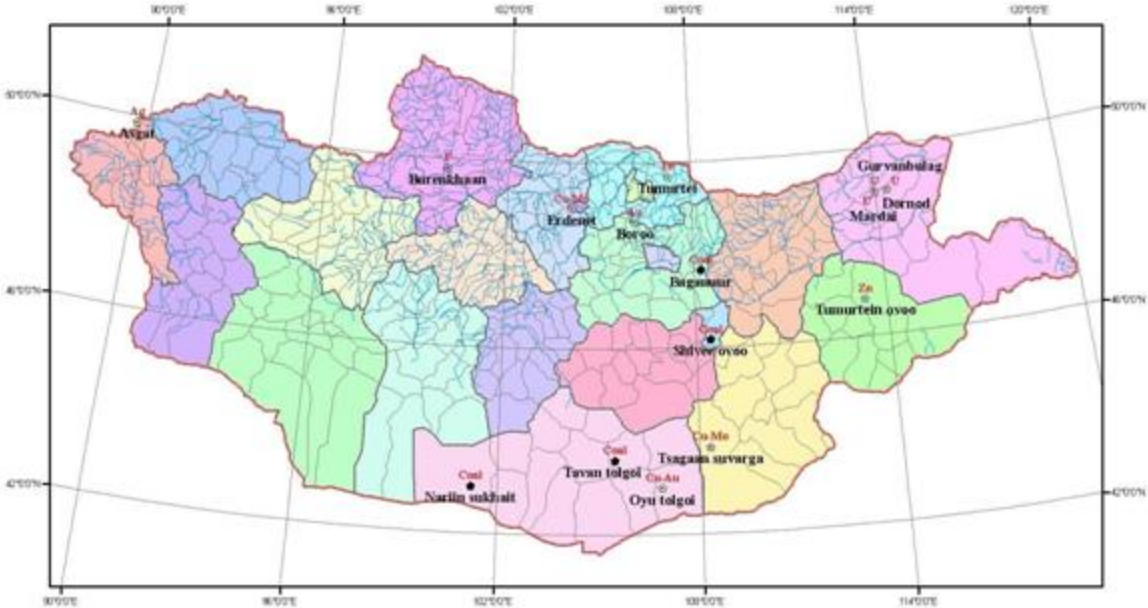 90°0'0"E 96°0'0"E 102°0'0"E 108°0'0"E 114°0'0"E 120°0'0"E
50°0'0"N
50°0'0"N
Ag
Asgat
P
Burenkhaan
Fe
Tumurtei
Cu-Mo
Erdenet
Au
Boroo
Gurvanbulag
U U
U
Dornod
Mardai
Coal
Baganuur
46°0'0"N
46°0'0"N
Zn
Tumurtein ovoo
Coal
Shivee ovoo
Cu-Mo
Tsagaan suvarga
Coal
Tavan tolgoi
Coal
Nariin sukhait
Cu-Au
Oyu tolgoi
42°0'0"N
42°0'0"N
90°0'0"E 96°0'0"E 102°0'0"E 108°0'0"E 114°0'0"E